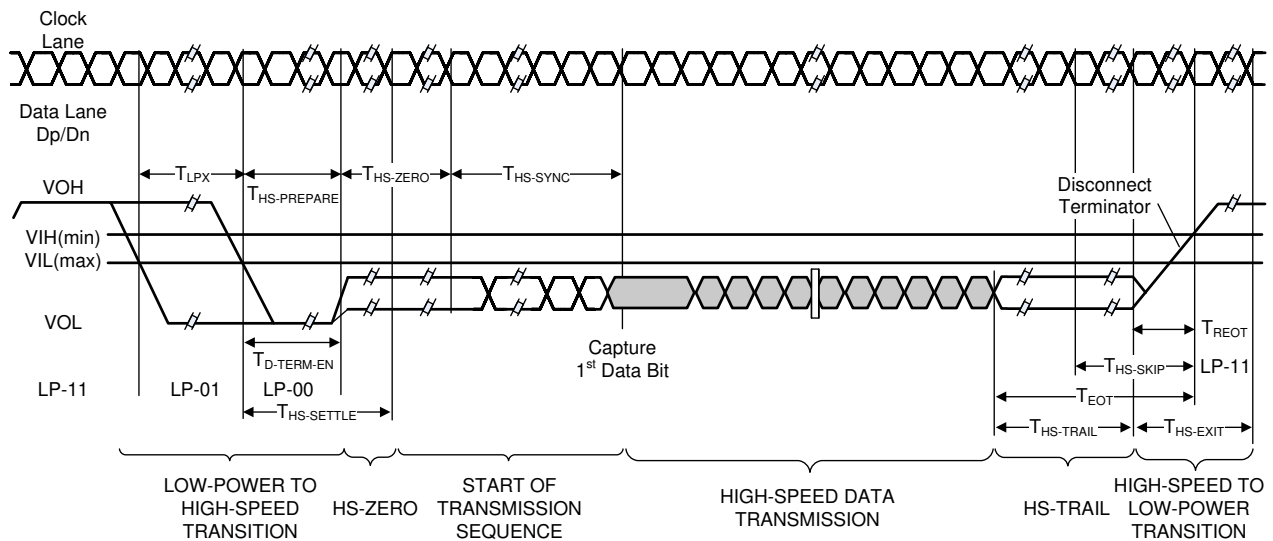 Clock
Lane
Data Lane
Dp/Dn
TLPX
THS-PREPARE
THS-ZERO
THS-SYNC
VOH
Disconnect
Terminator
VIH(min)
VIL(max)
VOL
TD-TERM-EN
Capture
1st Data Bit
TREOT
THS-SKIP
LP-11
LP-11
LP-01
LP-00
TEOT
THS-SETTLE
THS-TRAIL
THS-EXIT
LOW-POWER TO
HIGH-SPEED
TRANSITION
HS-ZERO
START OF
TRANSMISSION
SEQUENCE
HIGH-SPEED DATA
TRANSMISSION
HS-TRAIL
HIGH-SPEED TO
LOW-POWER
TRANSITION